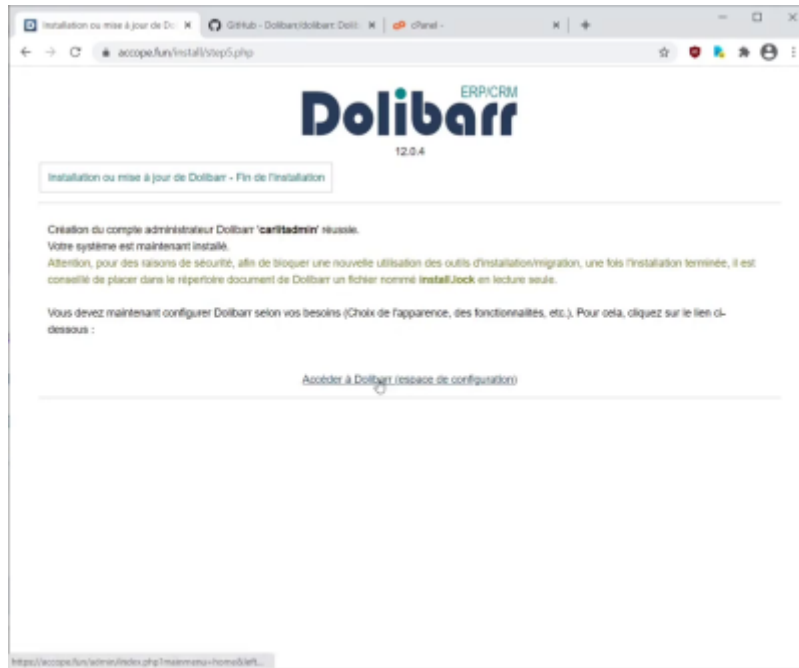 Installation ou mise à jour de Do
GitHub - Dolibarr/dolibarr: Doli
cPanel -
accope.fun/install/step5.php
ERP/CRM
Dolibarr
12.0.4
Installation ou mise à jour de Dolibarr - Fin de l'installation
Création du compte administrateur Dolibarr 'carlitadmin' réussie.
Votre système est maintenant installé.
Attention, pour des raisons de sécurité, afin de bloquer une nouvelle utilisation des outils d'installation/migration, une fois l'installation terminée, il est
conseillé de placer dans le répertoire document de Dolibarr un fichier nommé install.lock en lecture seule.
Vous devez maintenant configurer Dolibarr selon vos besoins (Choix de l'apparence, des fonctionnalités, etc.). Pour cela, cliquez sur le lien ci-
dessous :
Accéder à Dolibarr (espace de configuration)
https://accope.fun/admin/index.php?mainmenu=home&left...